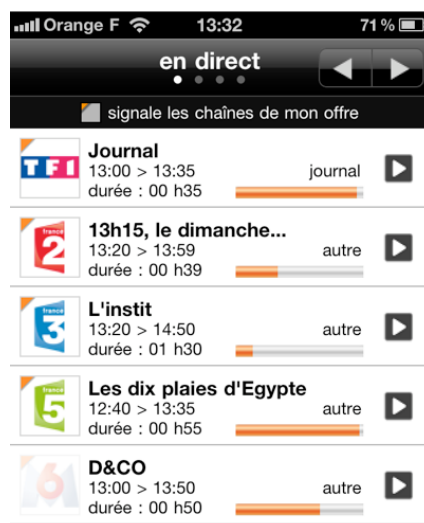 Orange F 13:32 71 %
en direct
signale les chaînes de mon offre
TF1
Journal
13:00 > 13:35 journal
durée : 00 h35
france
2
13h15, le dimanche...
13:20 > 13:59 autre
durée : 00 h39
france
3
L'instit
13:20 > 14:50 autre
durée : 01 h30
france
5
Les dix plaies d'Egypte
12:40 > 13:35 autre
durée : 00 h55
M6
D&CO
13:00 > 13:50 autre
durée : 00 h50